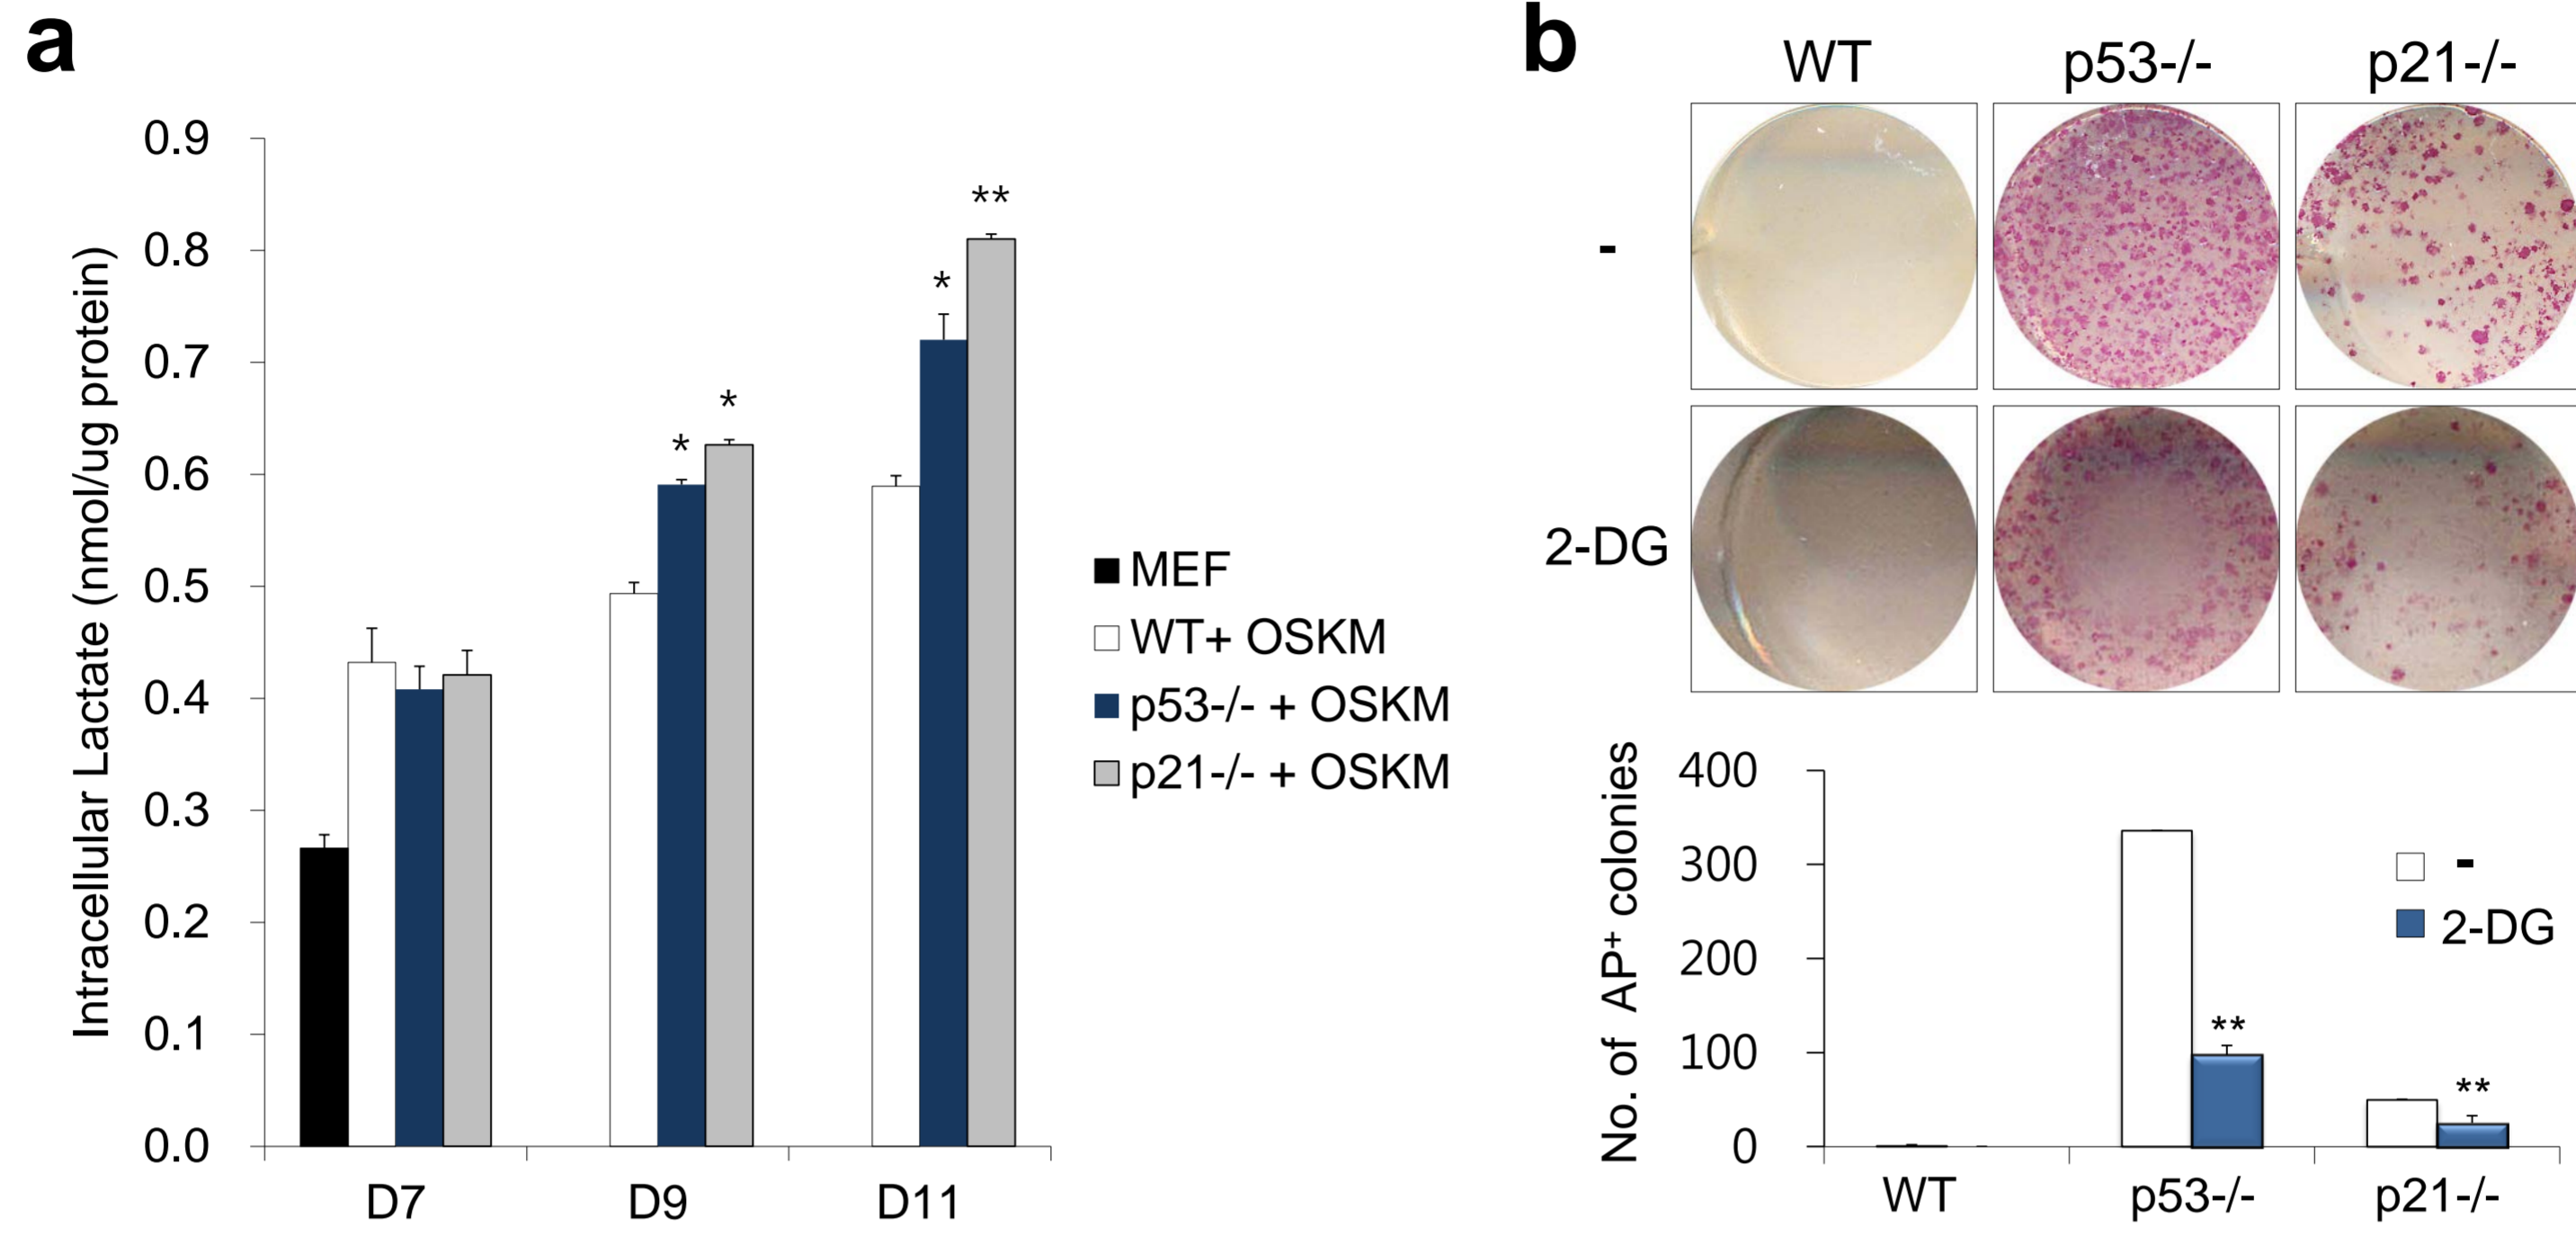 a
Intracellular Lactate (nmol/ug protein)
0.9
0.8
0.7
0.6
0.5
0.4
0.3
0.2
0.1
0.0
**
*
*
*
D7 D9 D11
MEF
WT+ OSKM
p53-/- + OSKM
p21-/- + OSKM
b
WT p53-/- p21-/-
-
2-DG
No. of AP⁺ colonies
400
300
200
100
0
**
**
-
2-DG
WT p53-/- p21-/-